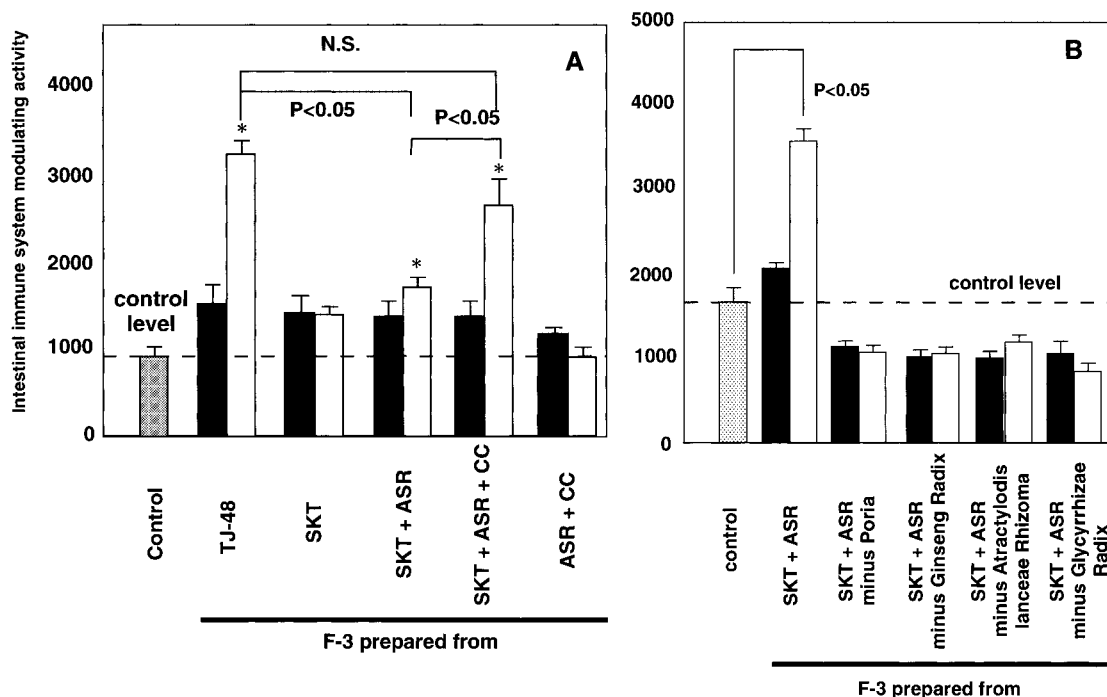 Intestinal immune system modulating activity
A
N.S.
P<0.05
P<0.05
*
*
*
control
level
4000
3000
2000
1000
0
Control
TJ-48
SKT
SKT + ASR
SKT + ASR + CC
ASR + CC
F-3 prepared from
B
P<0.05
control level
5000
4000
3000
2000
1000
0
control
SKT + ASR
SKT + ASR
minus Poria
SKT + ASR
minus Ginseng Radix
SKT + ASR
minus Atractylodis
lanceae Rhizoma
SKT + ASR
minus Glycyrrhizae
Radix
F-3 prepared from